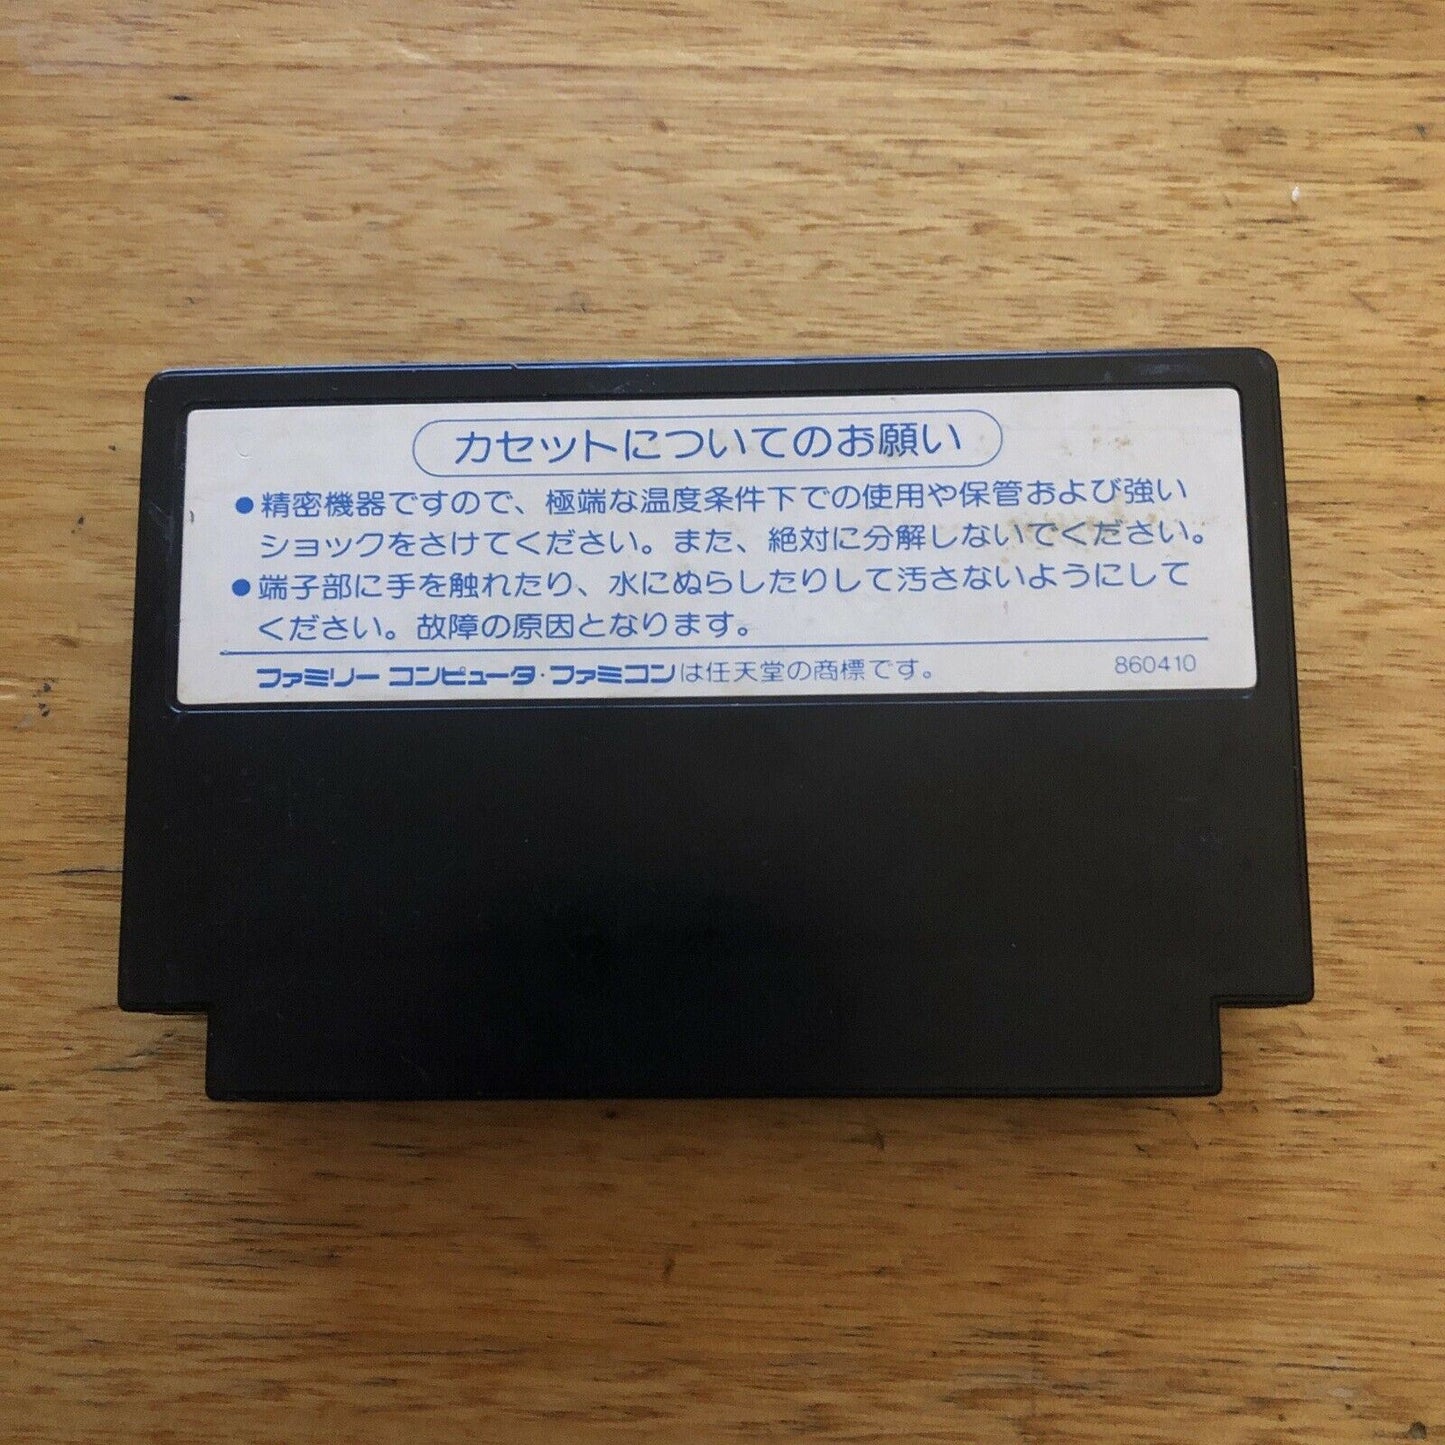 カセットについてのお願い
●精密機器ですので、極端な温度条件下での使用や保管および強い
ショックをさけてください。また、絶対に分解しないでください。
●端子部に手を触れたり、水にぬらしたりして汚さないようにして
ください。故障の原因となります。
ファミリー コンピュータ・ファミコンは任天堂の商標です。 860410